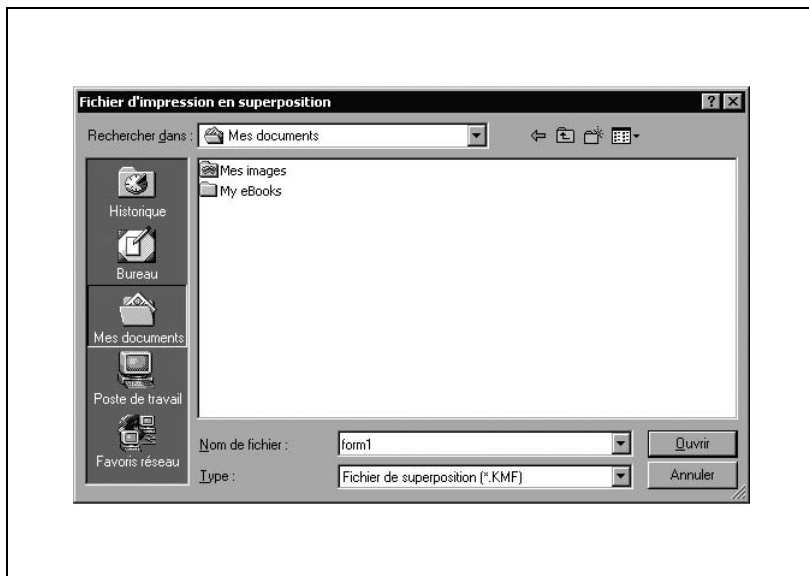 Fichier d'impression en superposition
Rechercher dans : Mes documents
Mes images
My eBooks
Historique
Bureau
Mes documents
Poste de travail
Favoris réseau
Nom de fichier : form1 Ouvrir
Type : Fichier de superposition (*.KMF) Annuler